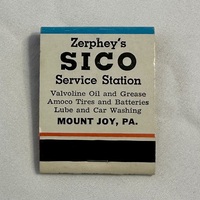 Zerphey's
SICO
Service Station
Valvoline Oil and Grease
Amoco Tires and Batteries
Lube and Car Washing
MOUNT JOY, PA.